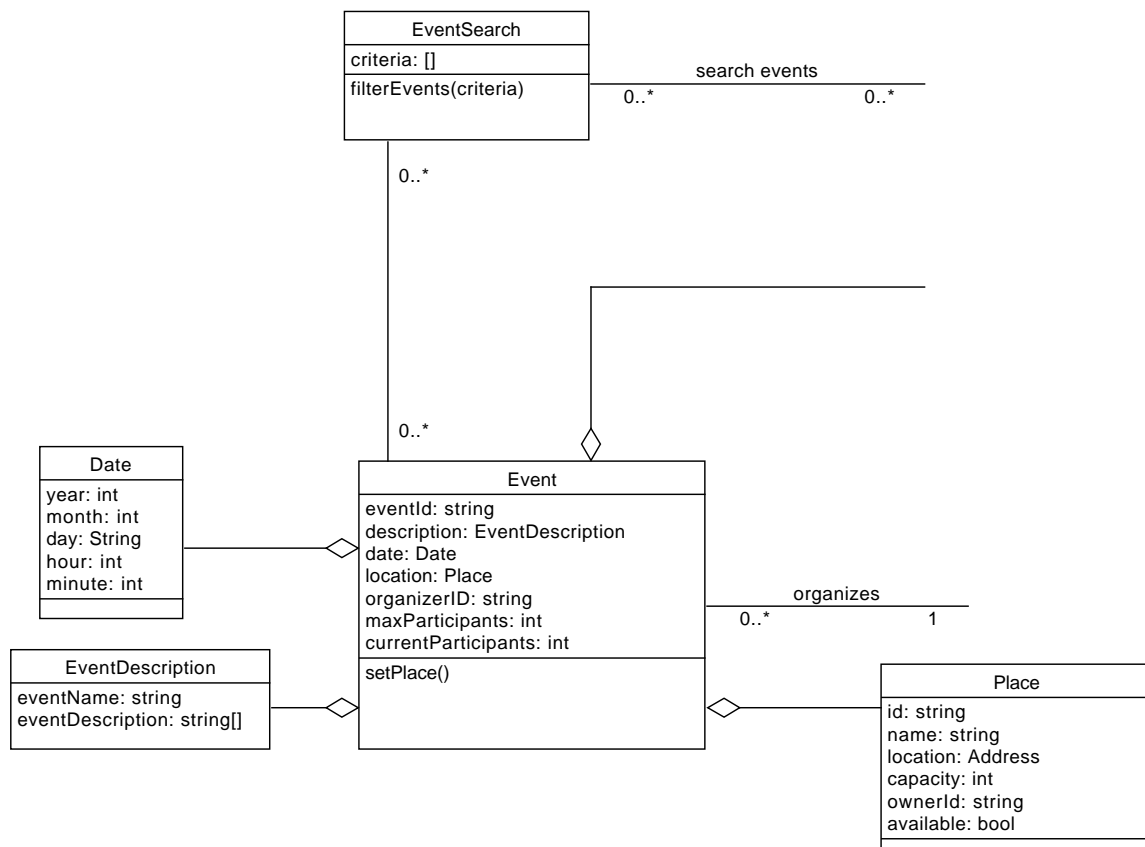 EventSearch
criteria: []
filterEvents(criteria)
search events
0..*
0..*
0..*
0..*
Date
year: int
month: int
day: String
hour: int
minute: int
Event
eventId: string
description: EventDescription
date: Date
location: Place
organizerID: string
maxParticipants: int
currentParticipants: int
setPlace()
organizes
0..*
1
EventDescription
eventName: string
eventDescription: string[]
Place
id: string
name: string
location: Address
capacity: int
ownerId: string
available: bool